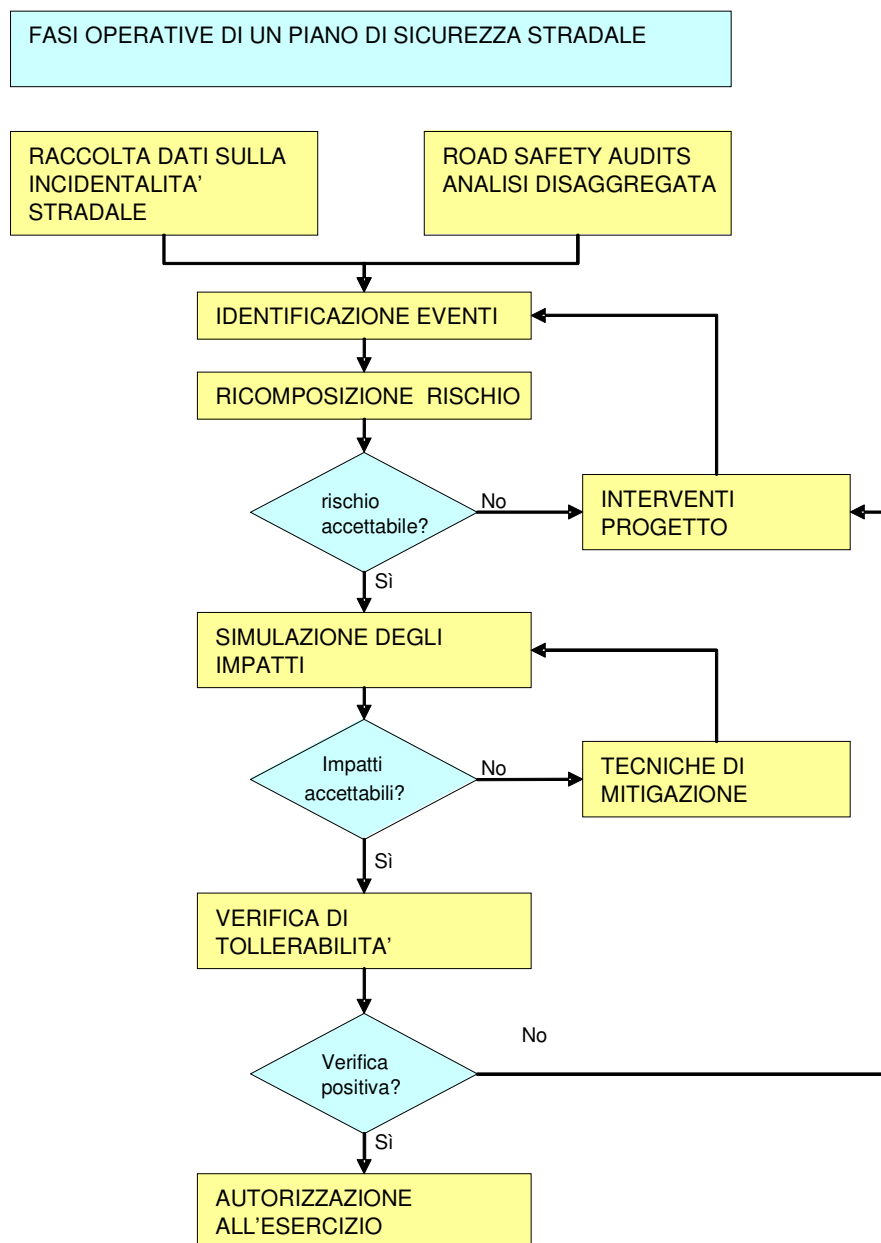 FASI OPERATIVE DI UN PIANO DI SICUREZZA STRADALE
RACCOLTA DATI SULLA
INCIDENTALITA’
STRADALE
ROAD SAFETY AUDITS
ANALISI DISAGGREGATA
IDENTIFICAZIONE EVENTI
RICOMPOSIZIONE RISCHIO
rischio
accettabile?
No
INTERVENTI
PROGETTO
Sì
SIMULAZIONE DEGLI
IMPATTI
Impatti
accettabili?
No
TECNICHE DI
MITIGAZIONE
Sì
VERIFICA DI
TOLLERABILITA’
No
Verifica
positiva?
Sì
AUTORIZZAZIONE
ALL’ESERCIZIO